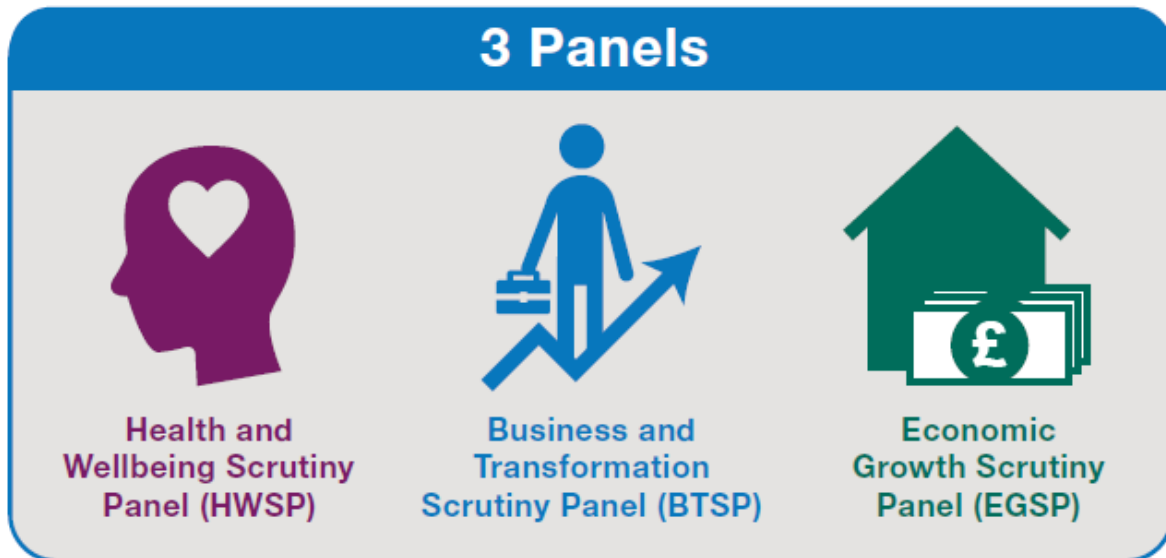 3 Panels
£
Health and
Wellbeing Scrutiny
Panel (HWSP)
Business and
Transformation
Scrutiny Panel (BTSP)
Economic
Growth Scrutiny
Panel (EGSP)